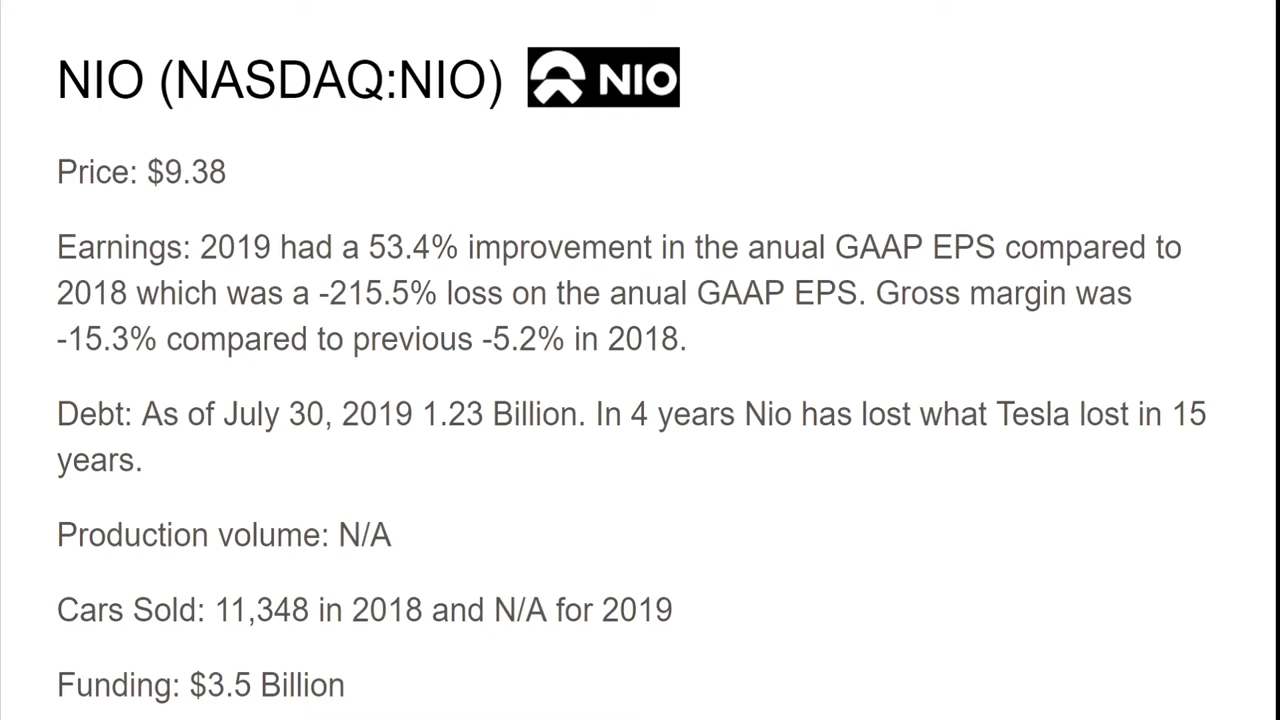 NIO (NASDAQ:NIO) NIO
Price: $9.38
Earnings: 2019 had a 53.4% improvement in the anual GAAP EPS compared to
2018 which was a -215.5% loss on the anual GAAP EPS. Gross margin was
-15.3% compared to previous -5.2% in 2018.
Debt: As of July 30, 2019 1.23 Billion. In 4 years Nio has lost what Tesla lost in 15
years.
Production volume: N/A
Cars Sold: 11,348 in 2018 and N/A for 2019
Funding: $3.5 Billion